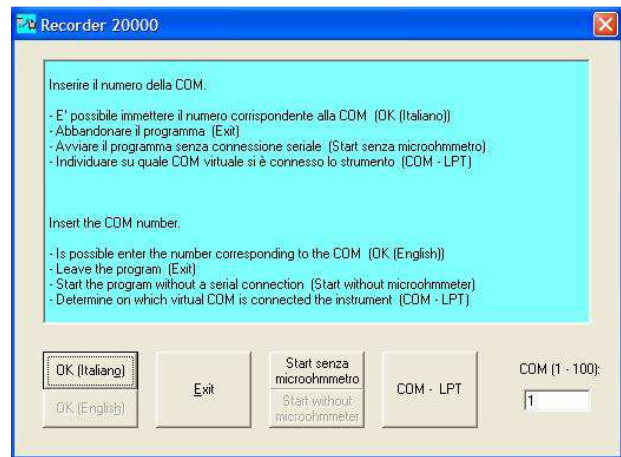 Recorder 20000
Inserire il numero della COM.
- E' possibile immettere il numero corrispondente alla COM (OK (Italiano))
- Abbandonare il programma (Exit)
- Avviare il programma senza connessione seriale (Start senza microohmmetro)
- Individuare su quale COM virtuale si è connesso lo strumento (COM - LPT)
Insert the COM number.
- Is possible enter the number corresponding to the COM (OK (English))
- Leave the program (Exit)
- Start the program without a serial connection (Start without microohmmeter)
- Determine on which virtual COM is connected the instrument (COM - LPT)
OK (Italiano)
OK (English)
Exit
Start senza
microohmmetro
Start without
microohmmeter
COM - LPT
COM (1 - 100):
1